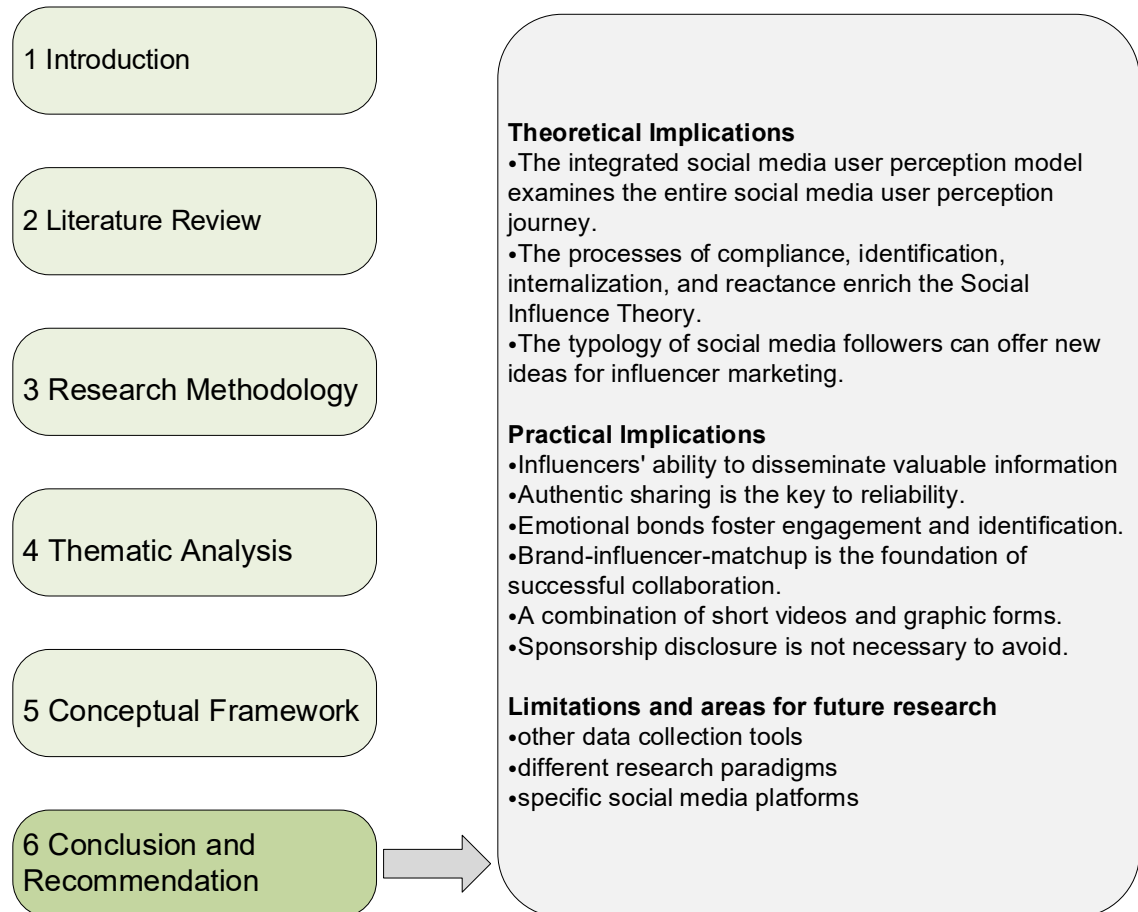 1 Introduction
2 Literature Review
3 Research Methodology
4 Thematic Analysis
5 Conceptual Framework
6 Conclusion and
Recommendation
Theoretical Implications
•The integrated social media user perception model
examines the entire social media user perception
journey.
•The processes of compliance, identification,
internalization, and reactance enrich the Social
Influence Theory.
•The typology of social media followers can offer new
ideas for influencer marketing.
Practical Implications
•Influencers' ability to disseminate valuable information
•Authentic sharing is the key to reliability.
•Emotional bonds foster engagement and identification.
•Brand-influencer-matchup is the foundation of
successful collaboration.
•A combination of short videos and graphic forms.
•Sponsorship disclosure is not necessary to avoid.
Limitations and areas for future research
•other data collection tools
•different research paradigms
•specific social media platforms